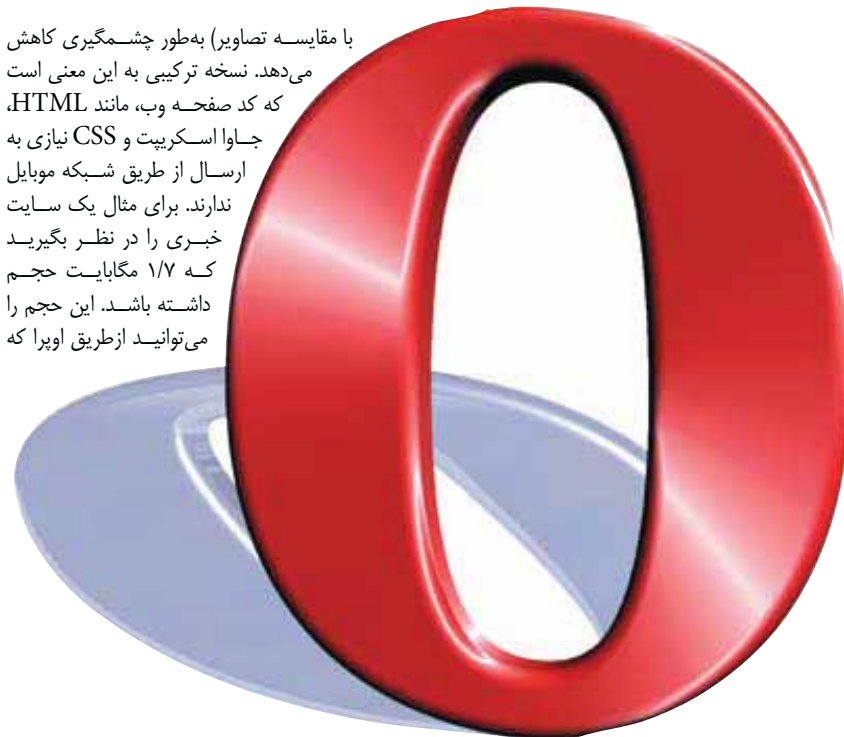 با مقایسه تصاویر) به‌طور چشمگیری کاهش
می‌دهد. نسخه ترکیبی به این معنی است
که کد صفحه وب، مانند HTML،
جاوا اسکریپت و CSS نیازی به
ارسال از طریق شبکه موبایل
ندارند. برای مثال یک سایت
خبری را در نظر بگیرید
که ۱/۷ مگابایت حجم
داشته باشد. این حجم را
می‌توانید ازطریق اوپرا که